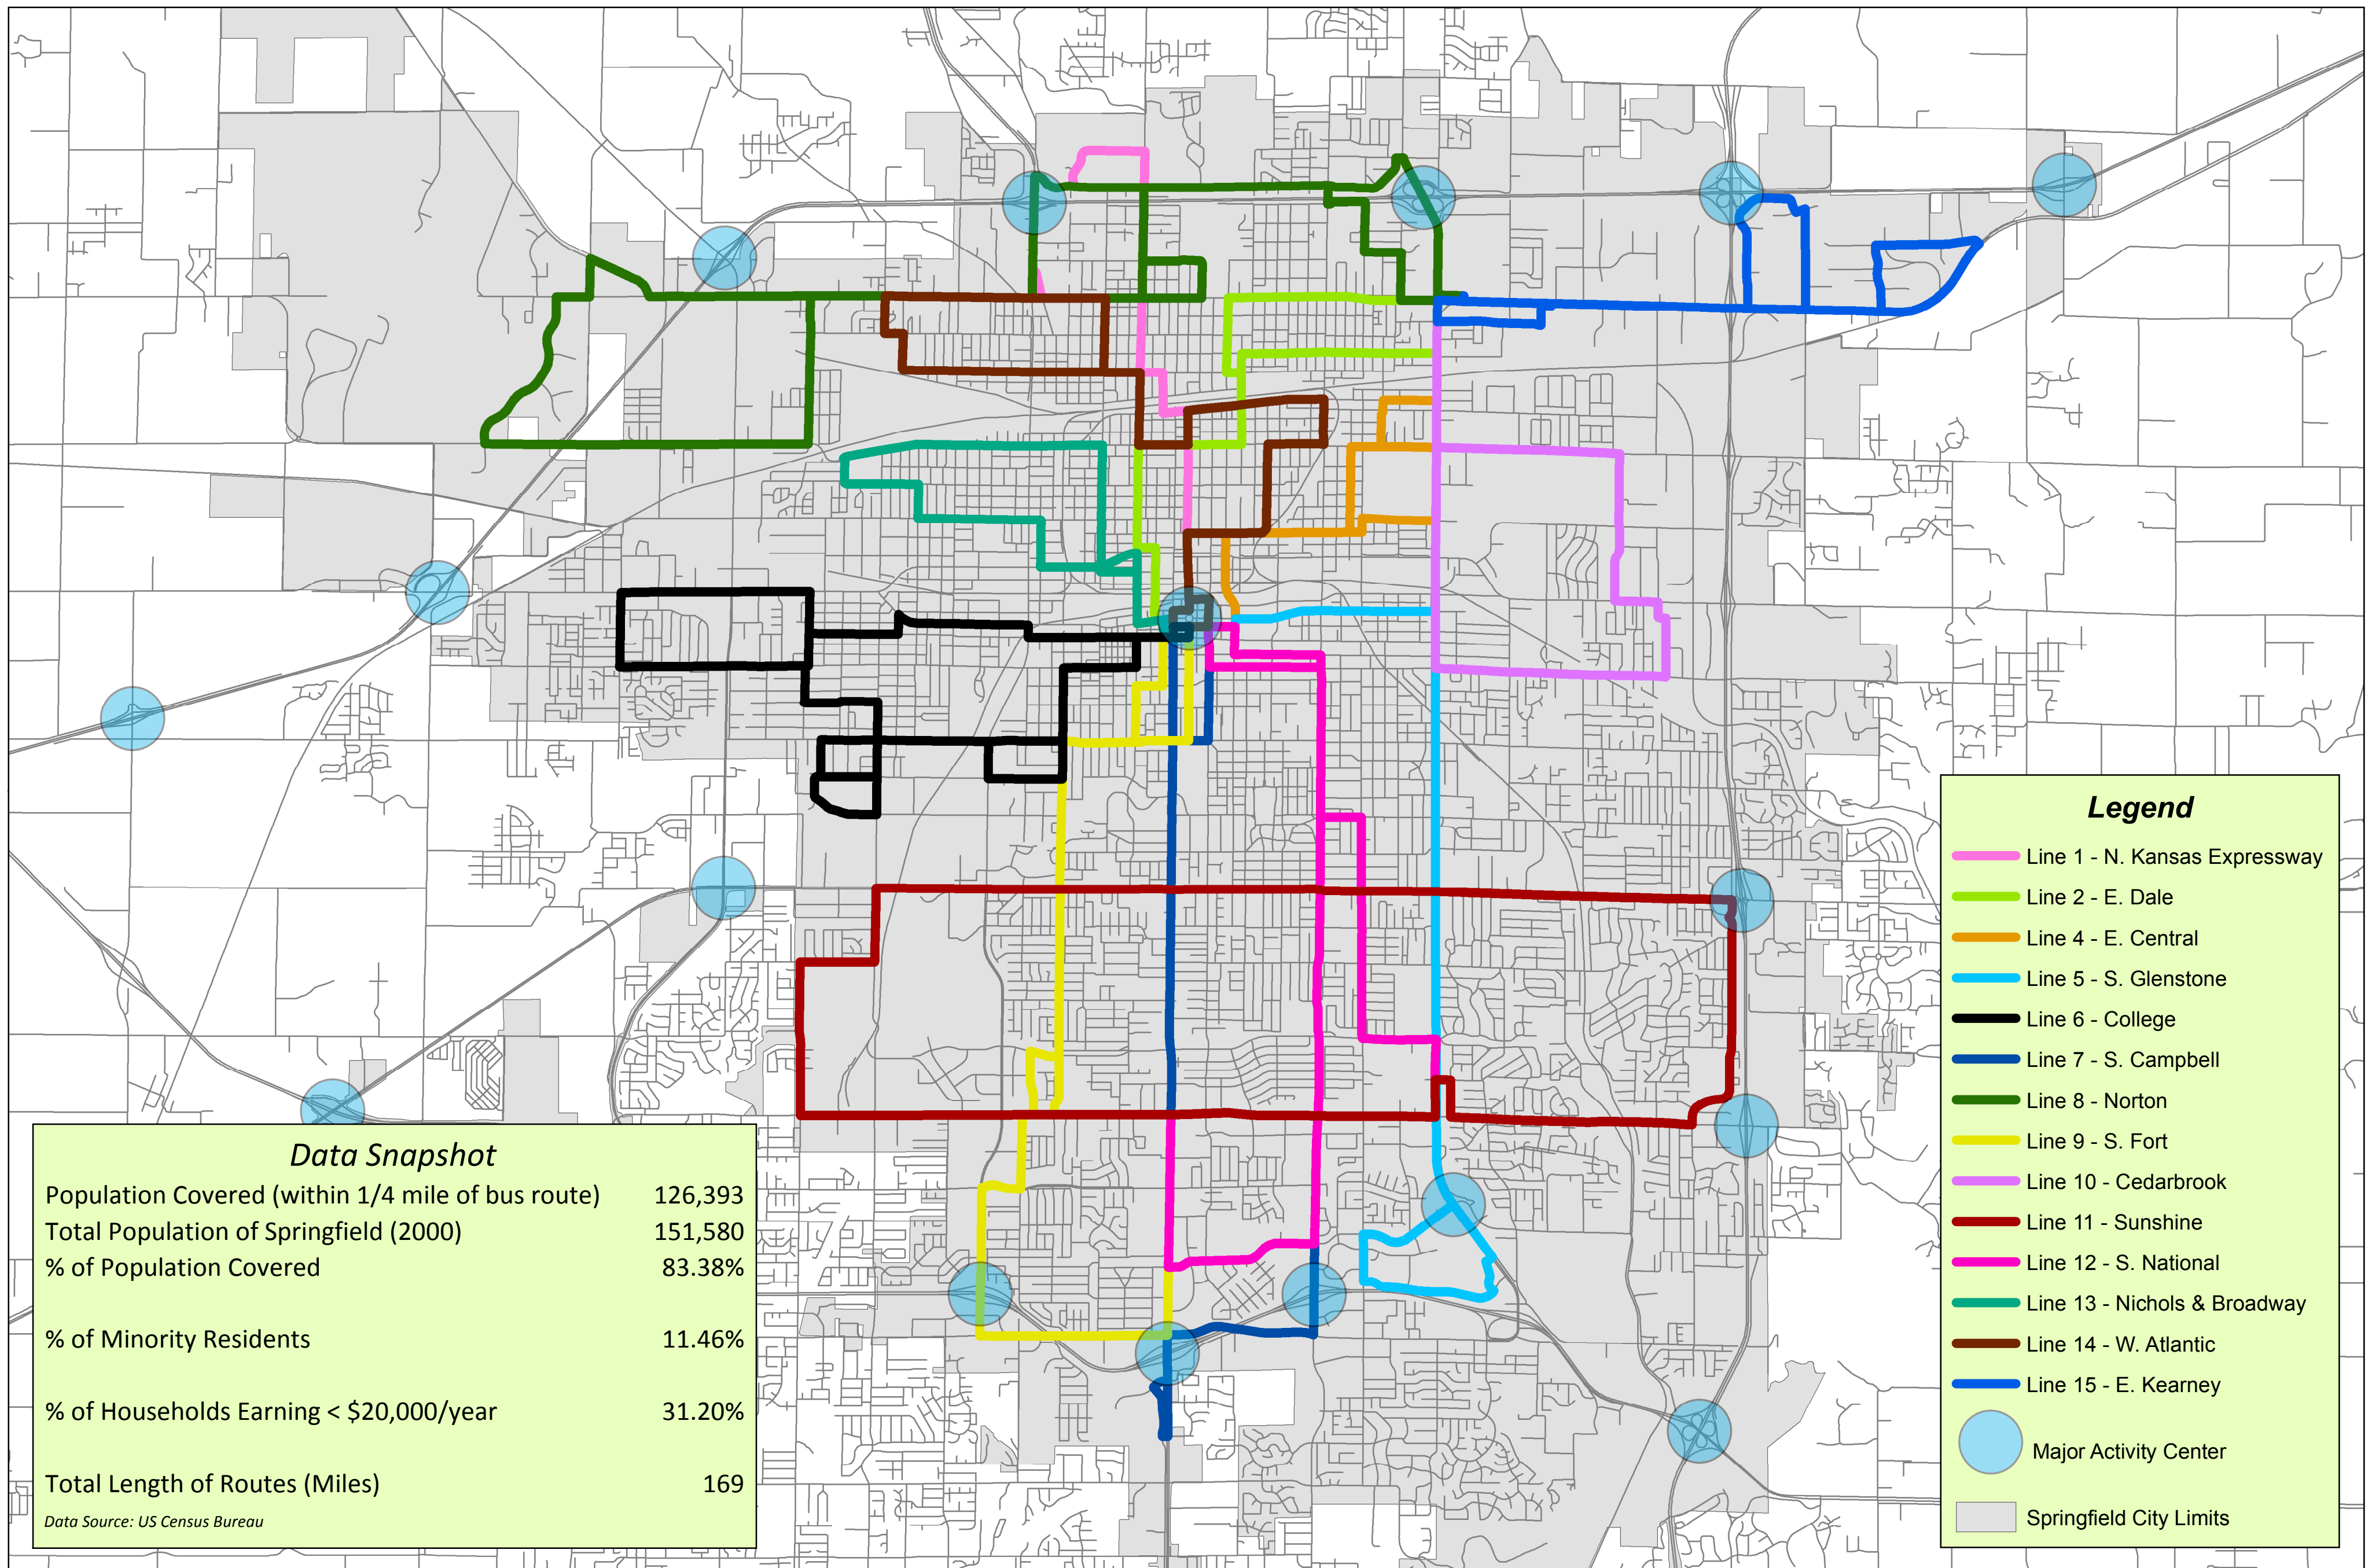 Legend
Line 1 - N. Kansas Expressway
Line 2 - E. Dale
Line 4 - E. Central
Line 5 - S. Glenstone
Line 6 - College
Line 7 - S. Campbell
Line 8 - Norton
Line 9 - S. Fort
Line 10 - Cedarbrook
Line 11 - Sunshine
Line 12 - S. National
Line 13 - Nichols & Broadway
Line 14 - W. Atlantic
Line 15 - E. Kearney
Major Activity Center
Springfield City Limits
Data Snapshot
Population Covered (within 1/4 mile of bus route) 126,393
Total Population of Springfield (2000) 151,580
% of Population Covered 83.38%
% of Minority Residents 11.46%
% of Households Earning < $20,000/year 31.20%
Total Length of Routes (Miles) 169
Data Source: US Census Bureau